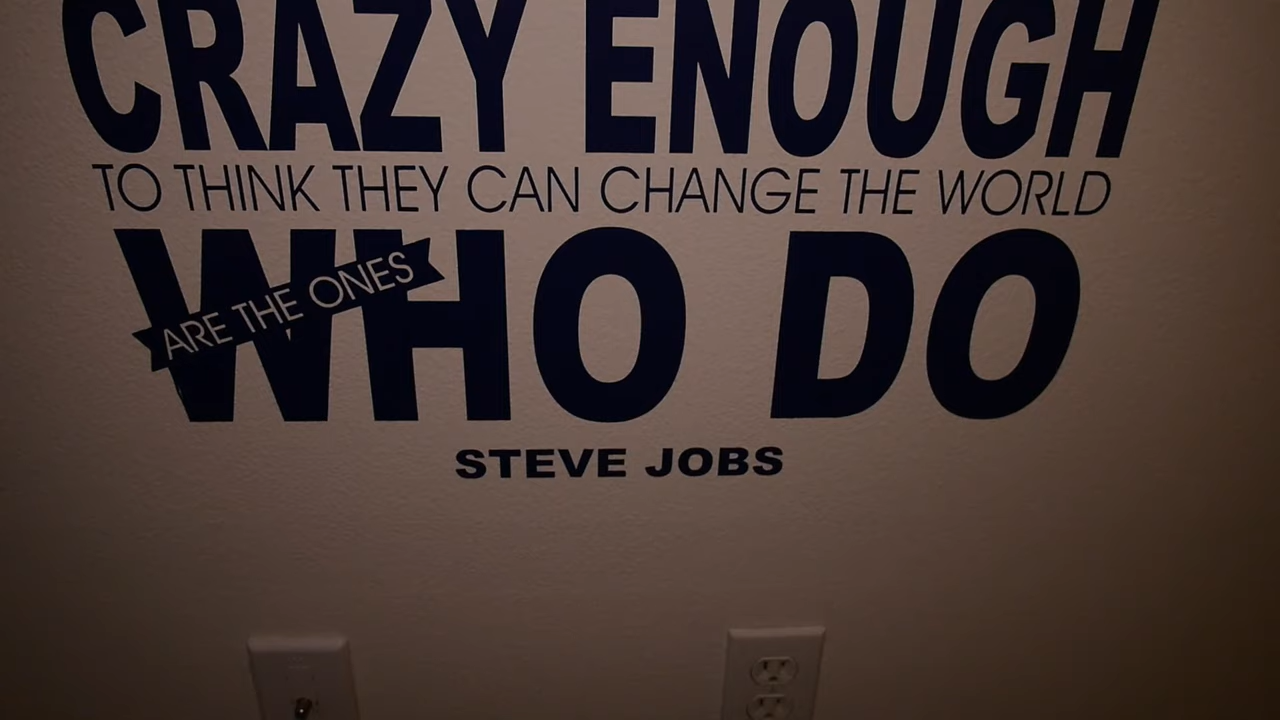 CRAZY ENOUGH
TO THINK THEY CAN CHANGE THE WORLD
ARE THE ONES
WHO DO
STEVE JOBS